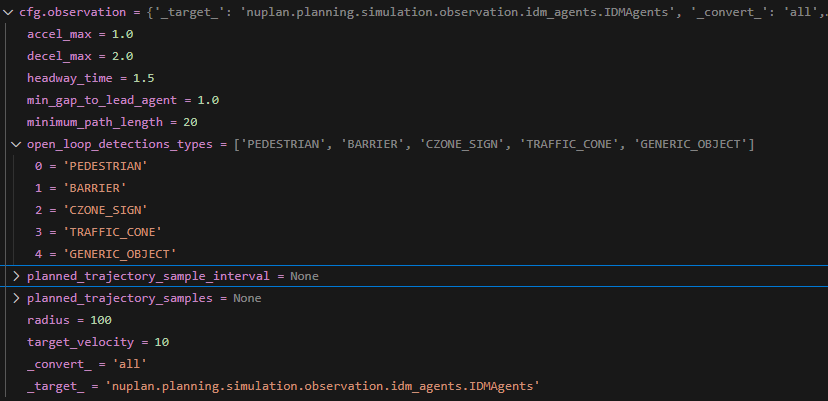 cfg.observation = {'_target_': 'nuplan.planning.simulation.observation.idm_agents.IDMAgents', '_convert_': 'all',…
accel_max = 1.0
decel_max = 2.0
headway_time = 1.5
min_gap_to_lead_agent = 1.0
minimum_path_length = 20
open_loop_detections_types = ['PEDESTRIAN', 'BARRIER', 'CZONE_SIGN', 'TRAFFIC_CONE', 'GENERIC_OBJECT']
0 = 'PEDESTRIAN'
1 = 'BARRIER'
2 = 'CZONE_SIGN'
3 = 'TRAFFIC_CONE'
4 = 'GENERIC_OBJECT'
planned_trajectory_sample_interval = None
planned_trajectory_samples = None
radius = 100
target_velocity = 10
_convert_ = 'all'
_target_ = 'nuplan.planning.simulation.observation.idm_agents.IDMAgents'